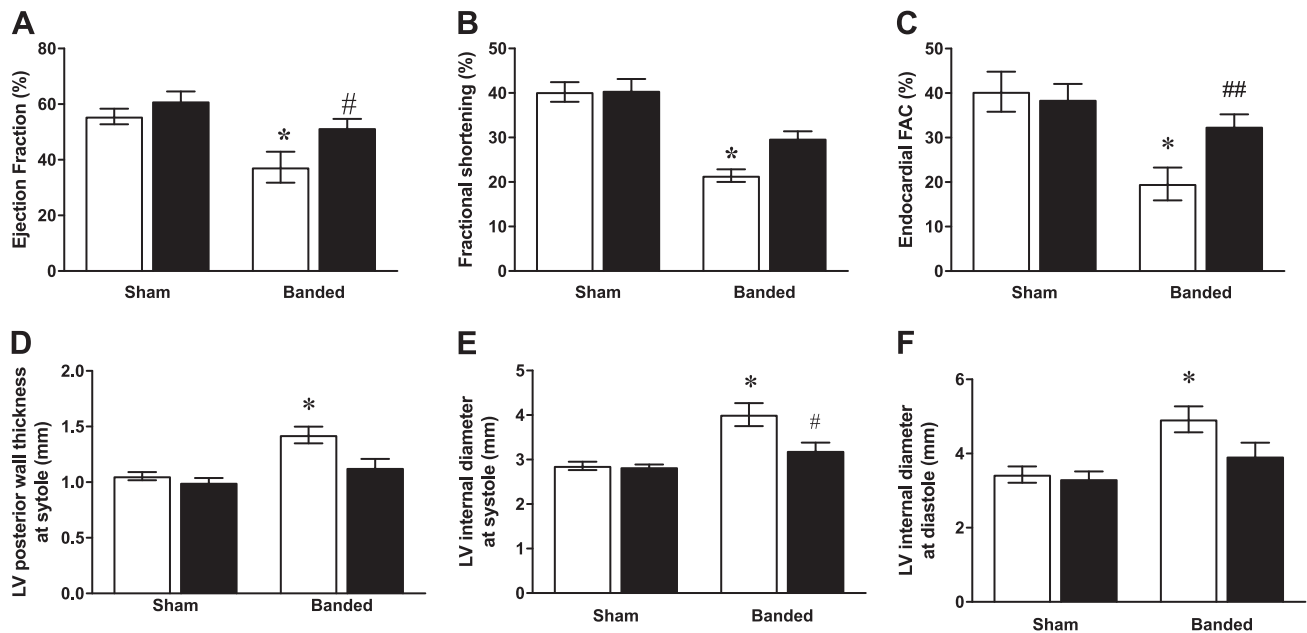 A
Ejection Fraction (%)
80
60
40
20
0
*
#
Sham
Banded
B
Fractional shortening (%)
50
40
30
20
10
0
*
Sham
Banded
C
Endocardial FAC (%)
50
40
30
20
10
0
*
##
Sham
Banded
D
LV posterior wall thickness
at sytole (mm)
2.0
1.5
1.0
0.5
0.0
*
Sham
Banded
E
LV internal diameter
at systole (mm)
5
4
3
2
1
0
*
#
Sham
Banded
F
LV internal diameter
at diastole (mm)
6
4
2
0
*
Sham
Banded